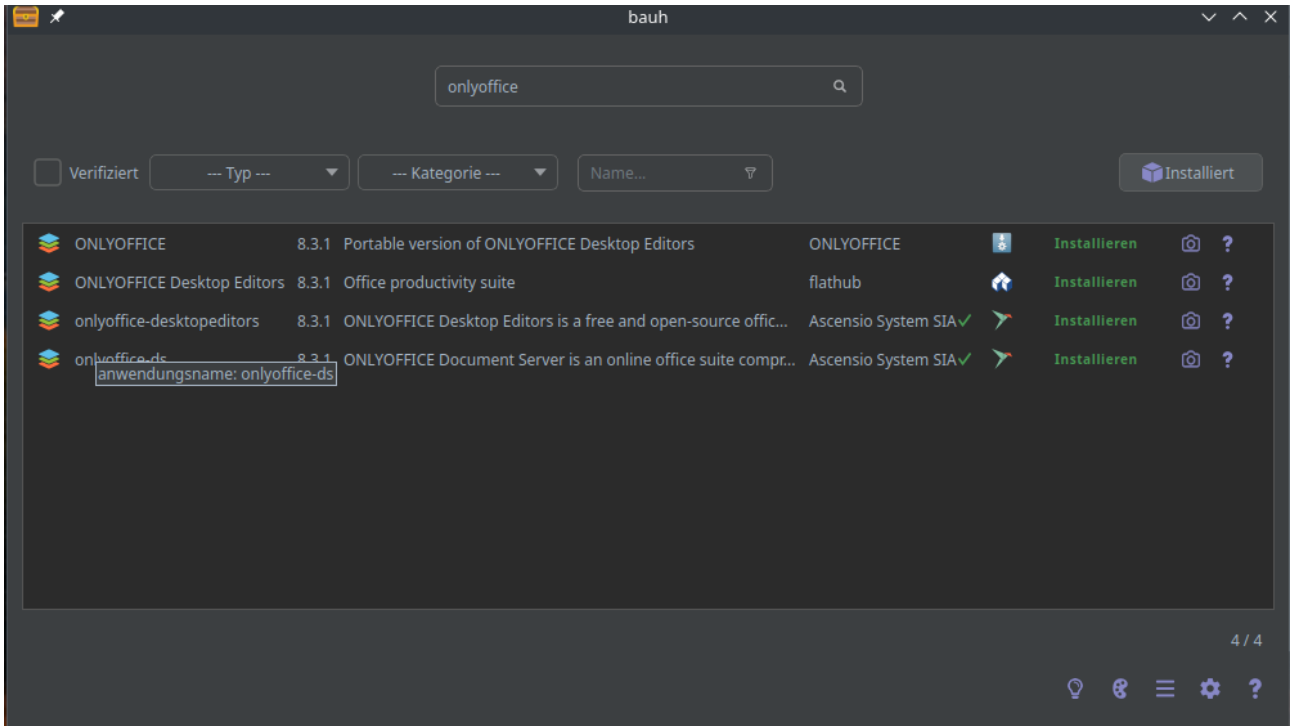 bauh
onlyoffice
Verifiziert --- Typ --- --- Kategorie --- Name... Installiert
ONLYOFFICE 8.3.1 Portable version of ONLYOFFICE Desktop Editors ONLYOFFICE Installieren ?
ONLYOFFICE Desktop Editors 8.3.1 Office productivity suite flathub Installieren ?
onlyoffice-desktopeditors 8.3.1 ONLYOFFICE Desktop Editors is a free and open-source offic... Ascensio System SIA✓ Installieren ?
onlyoffice-ds 8.3.1 ONLYOFFICE Document Server is an online office suite compr... Ascensio System SIA✓ Installieren ?
anwendungsname: onlyoffice-ds
4 / 4
?